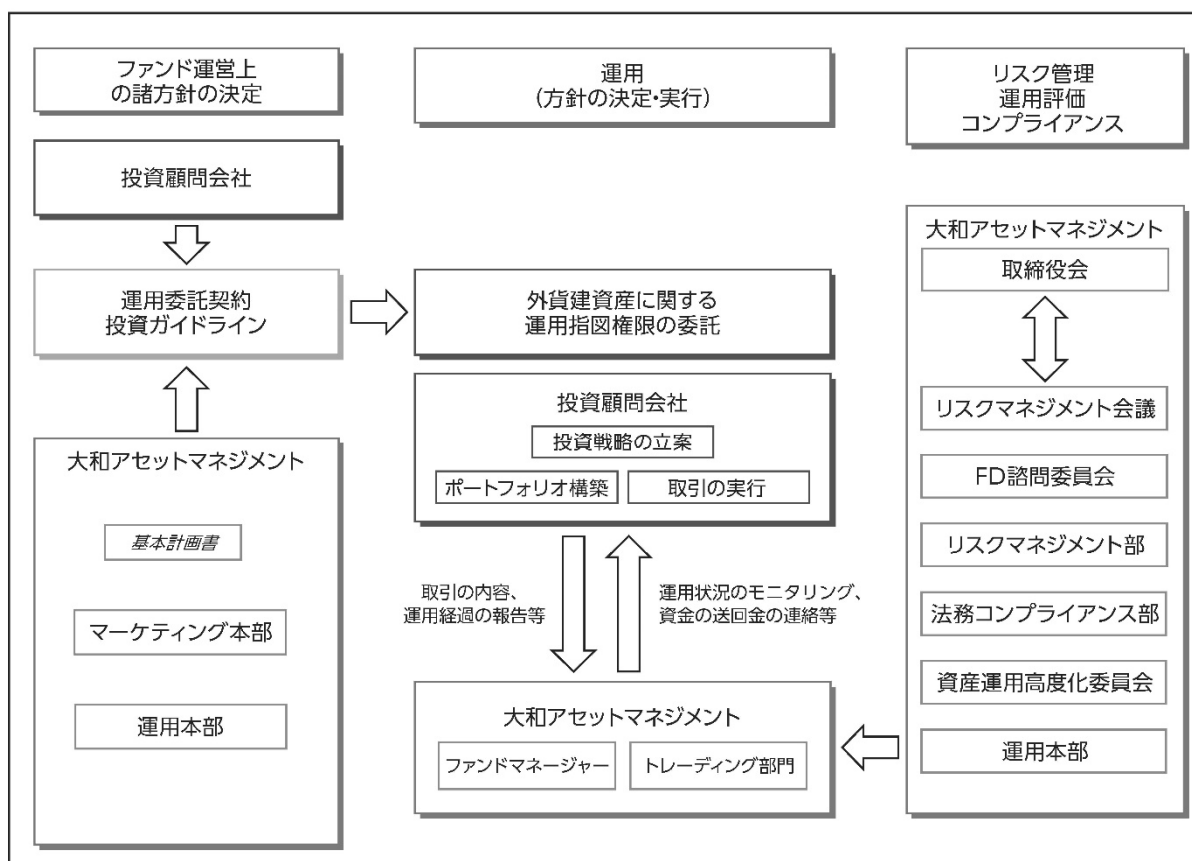 ファンド運営上
の諸方針の決定
投資顧問会社
運用委託契約
投資ガイドライン
大和アセットマネジメント
基本計画書
マーケティング本部
運用本部
運用
(方針の決定・実行)
外貨建資産に関する
運用指図権限の委託
投資顧問会社
投資戦略の立案
ポートフォリオ構築
取引の実行
取引の内容、
運用経過の報告等
運用状況のモニタリング、
資金の送回金の連絡等
大和アセットマネジメント
ファンドマネージャー
トレーディング部門
リスク管理
運用評価
コンプライアンス
大和アセットマネジメント
取締役会
リスクマネジメント会議
FD諮問委員会
リスクマネジメント部
法務コンプライアンス部
資産運用高度化委員会
運用本部